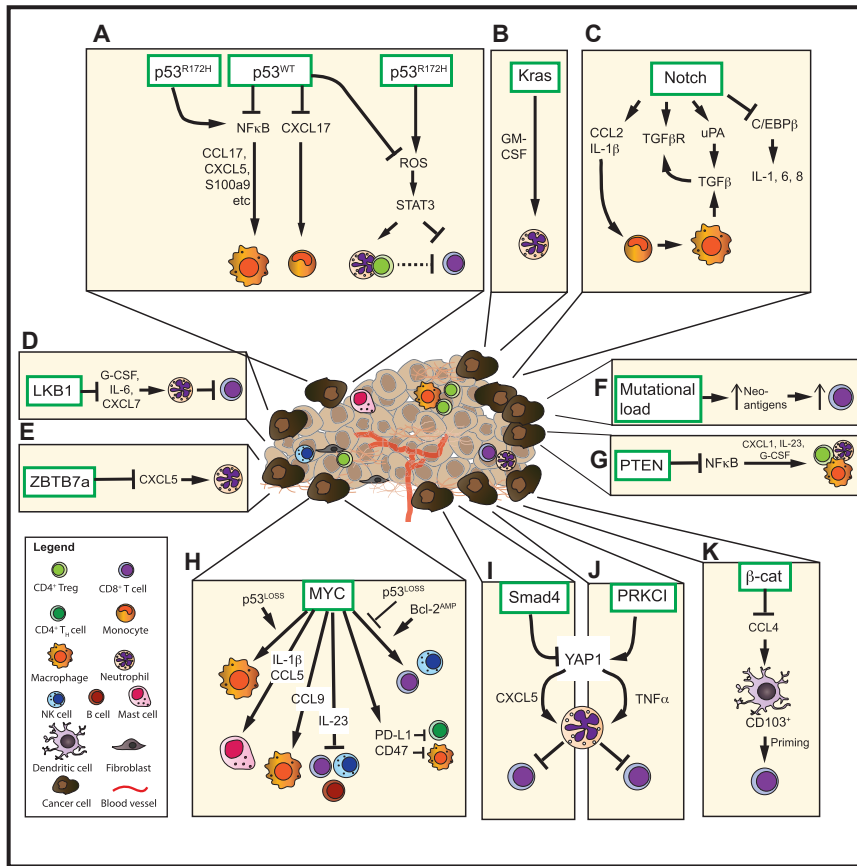 A
p53R172H
p53WT
p53R172H
NFκB
CXCL17
CCL17,
CXCL5,
S100a9
etc
ROS
STAT3
B
Kras
GM-
CSF
C
Notch
CCL2
IL-1β
TGFβR
uPA
C/EBPβ
TGFβ
IL-1, 6, 8
D
LKB1
G-CSF,
IL-6,
CXCL7
E
ZBTB7a
CXCL5
F
Mutational
load
Neo-
antigens
G
PTEN
NFκB
CXCL1, IL-23,
G-CSF
Legend
CD4+ Treg
CD8+ T cell
CD4+ TH cell
Monocyte
Macrophage
Neutrophil
NK cell
B cell
Mast cell
Dendritic cell
Fibroblast
Cancer cell
Blood vessel
H
MYC
p53LOSS
p53LOSS
Bcl-2AMP
IL-1β
CCL5
CCL9
IL-23
PD-L1
CD47
I
Smad4
J
PRKCI
YAP1
CXCL5
TNFα
K
β-cat
CCL4
CD103+
Priming